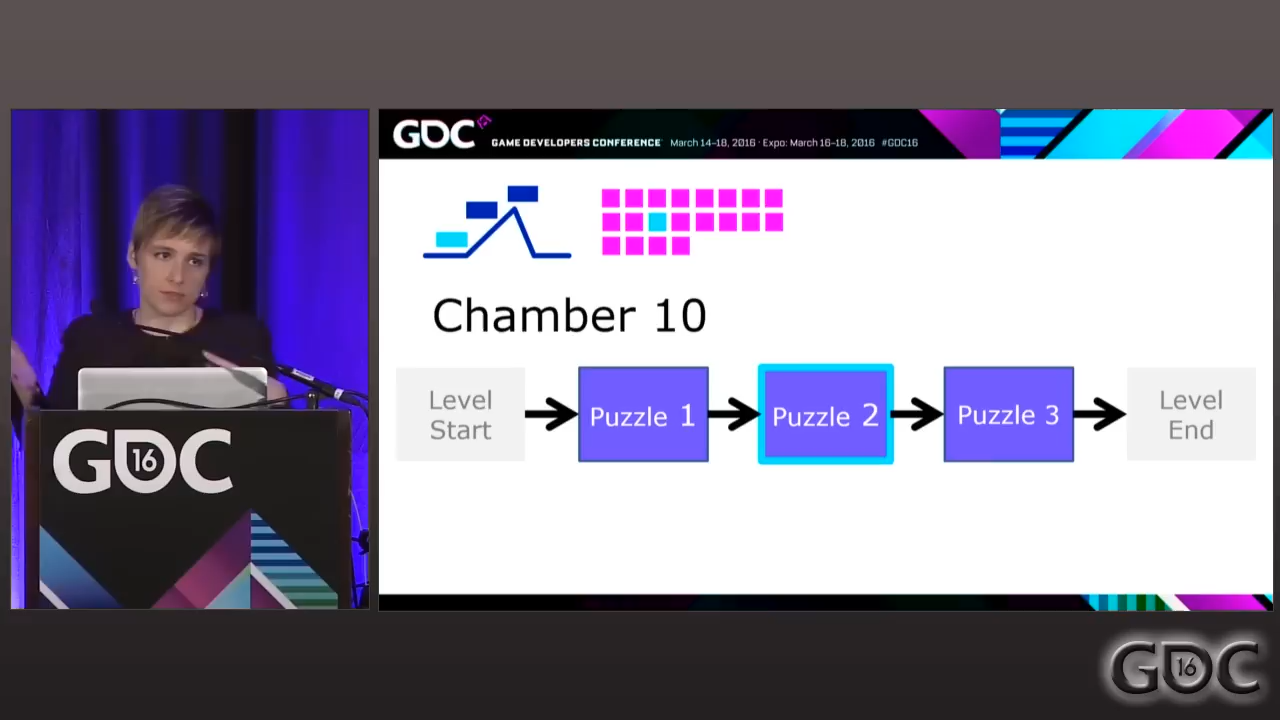 GDC
GAME DEVELOPERS CONFERENCE March 14-18, 2016 · Expo: March 16-18, 2016 #GDC16
Chamber 10
Level
Start
Puzzle 1
Puzzle 2
Puzzle 3
Level
End
GDC
16
GDC
16